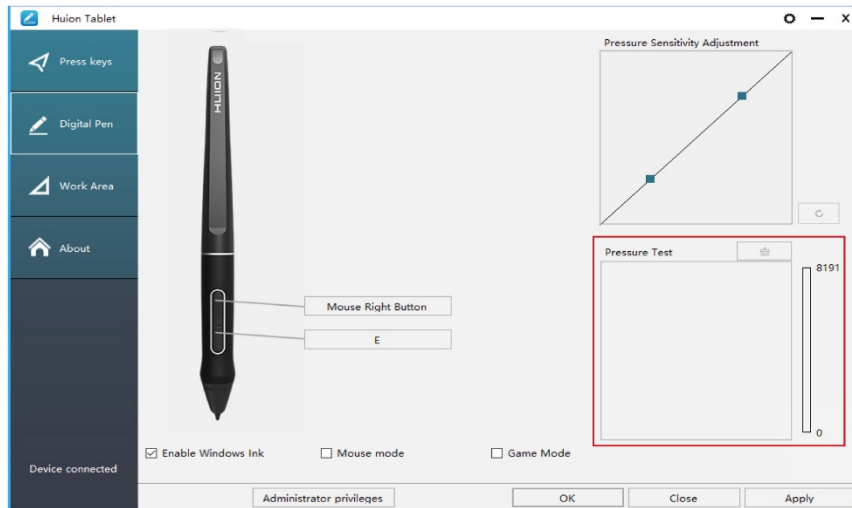 Huion Tablet
Press keys
Digital Pen
Work Area
About
Device connected
HUION
Mouse Right Button
E
Enable Windows Ink
Mouse mode
Game Mode
Pressure Sensitivity Adjustment
Pressure Test
8191
0
Administrator privileges
OK
Close
Apply